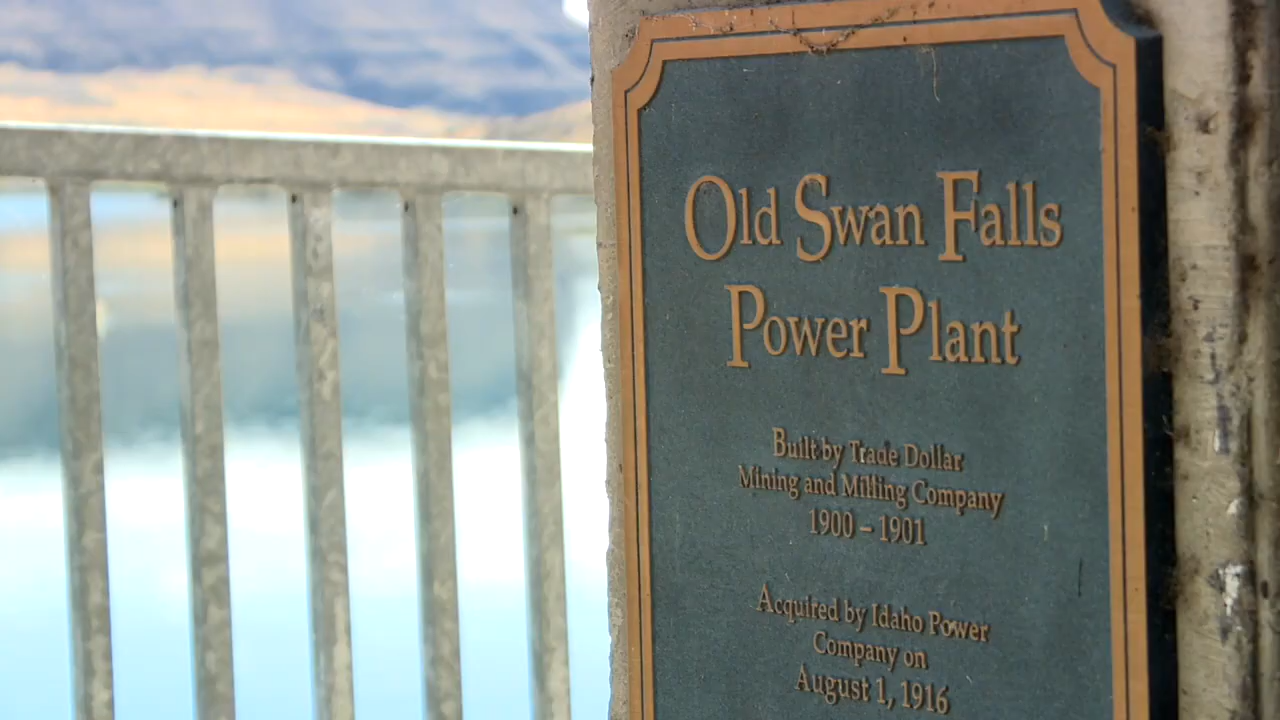 Old Swan Falls
Power Plant
Built by Trade Dollar
Mining and Milling Company
1900 – 1901
Acquired by Idaho Power
Company on
August 1, 1916